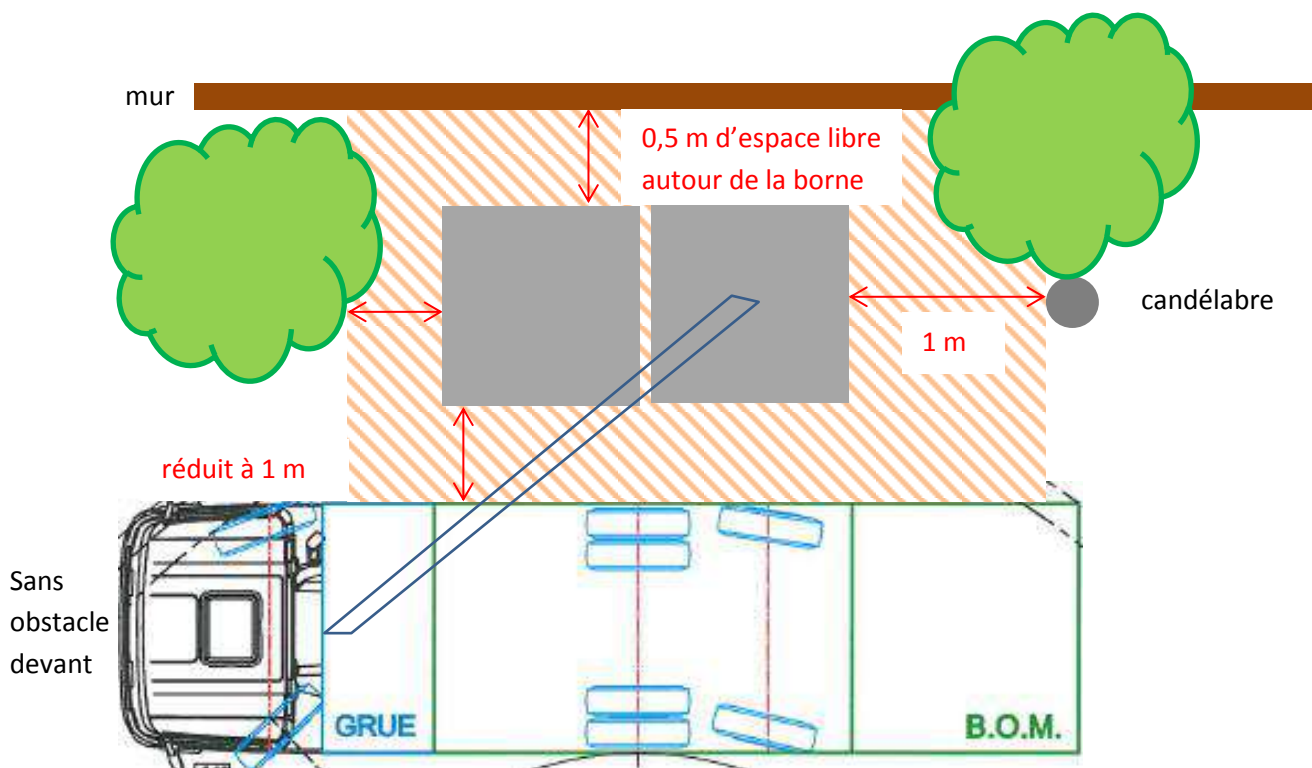 mur
0,5 m d’espace libre
autour de la borne
candélabre
1 m
réduit à 1 m
Sans
obstacle
devant
GRUE
B.O.M.